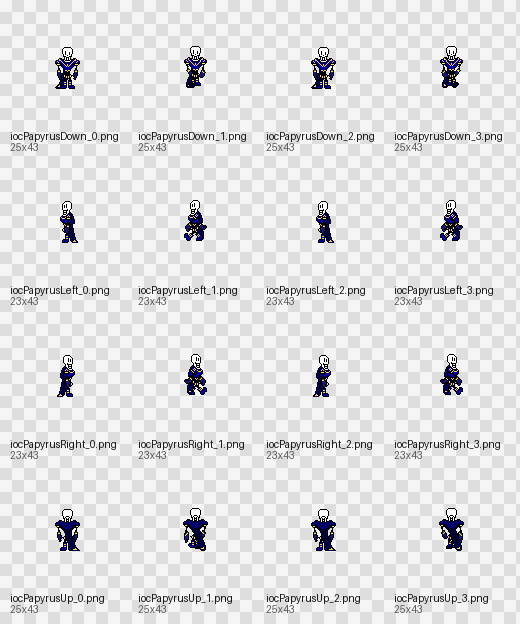 iocPapyrusDown_0.png iocPapyrusDown_1.png iocPapyrusDown_2.png iocPapyrusDown_3.png
25x43 25x43 25x43 25x43
iocPapyrusLeft_0.png iocPapyrusLeft_1.png iocPapyrusLeft_2.png iocPapyrusLeft_3.png
23x43 23x43 23x43 23x43
iocPapyrusRight_0.png iocPapyrusRight_1.png iocPapyrusRight_2.png iocPapyrusRight_3.png
23x43 23x43 23x43 23x43
iocPapyrusUp_0.png iocPapyrusUp_1.png iocPapyrusUp_2.png iocPapyrusUp_3.png
25x43 25x43 25x43 25x43